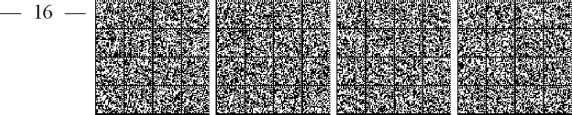 — 16 —